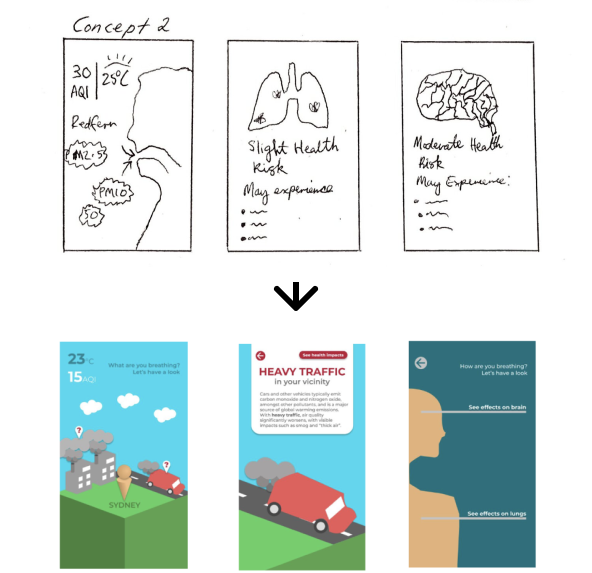 Concept 2
30
AQI
25°C
Redfern
PM2.5
PM10
50
Slight Health
Risk
May experience
Moderate Health
Risk
May Experience:
23°C
15AQI
What are you breathing?
Let's have a look
?
?
SYDNEY
See health impacts
HEAVY TRAFFIC
in your vicinity
Cars and other vehicles typically emit
carbon monoxide and nitrogen oxide,
amongst other pollutants, and is a major
source of global warming emissions.
With heavy traffic, air quality
significantly worsens, with visible
impacts such as smog and "thick air".
How are you breathing?
Let's have a look
See effects on brain
See effects on lungs